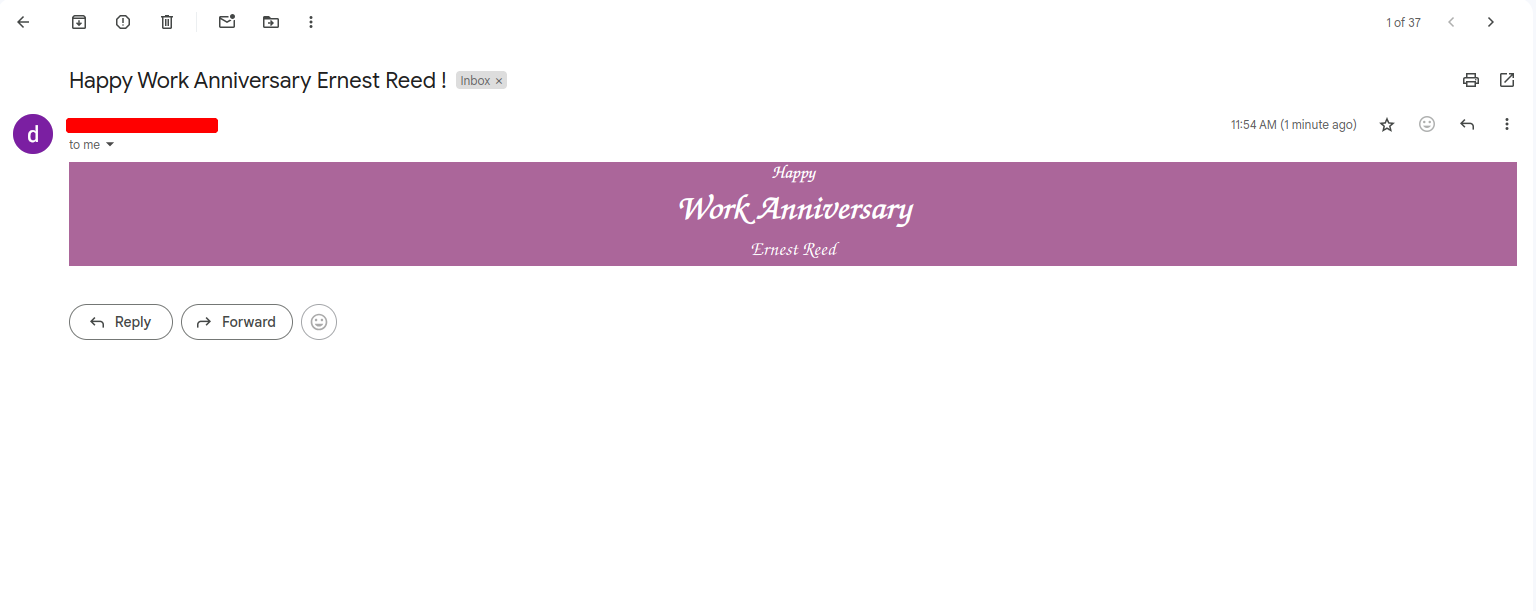 1 of 37
Happy Work Anniversary Ernest Reed !
Inbox ×
d
11:54 AM (1 minute ago)
to me
Happy
Work Anniversary
Ernest Reed
Reply
Forward